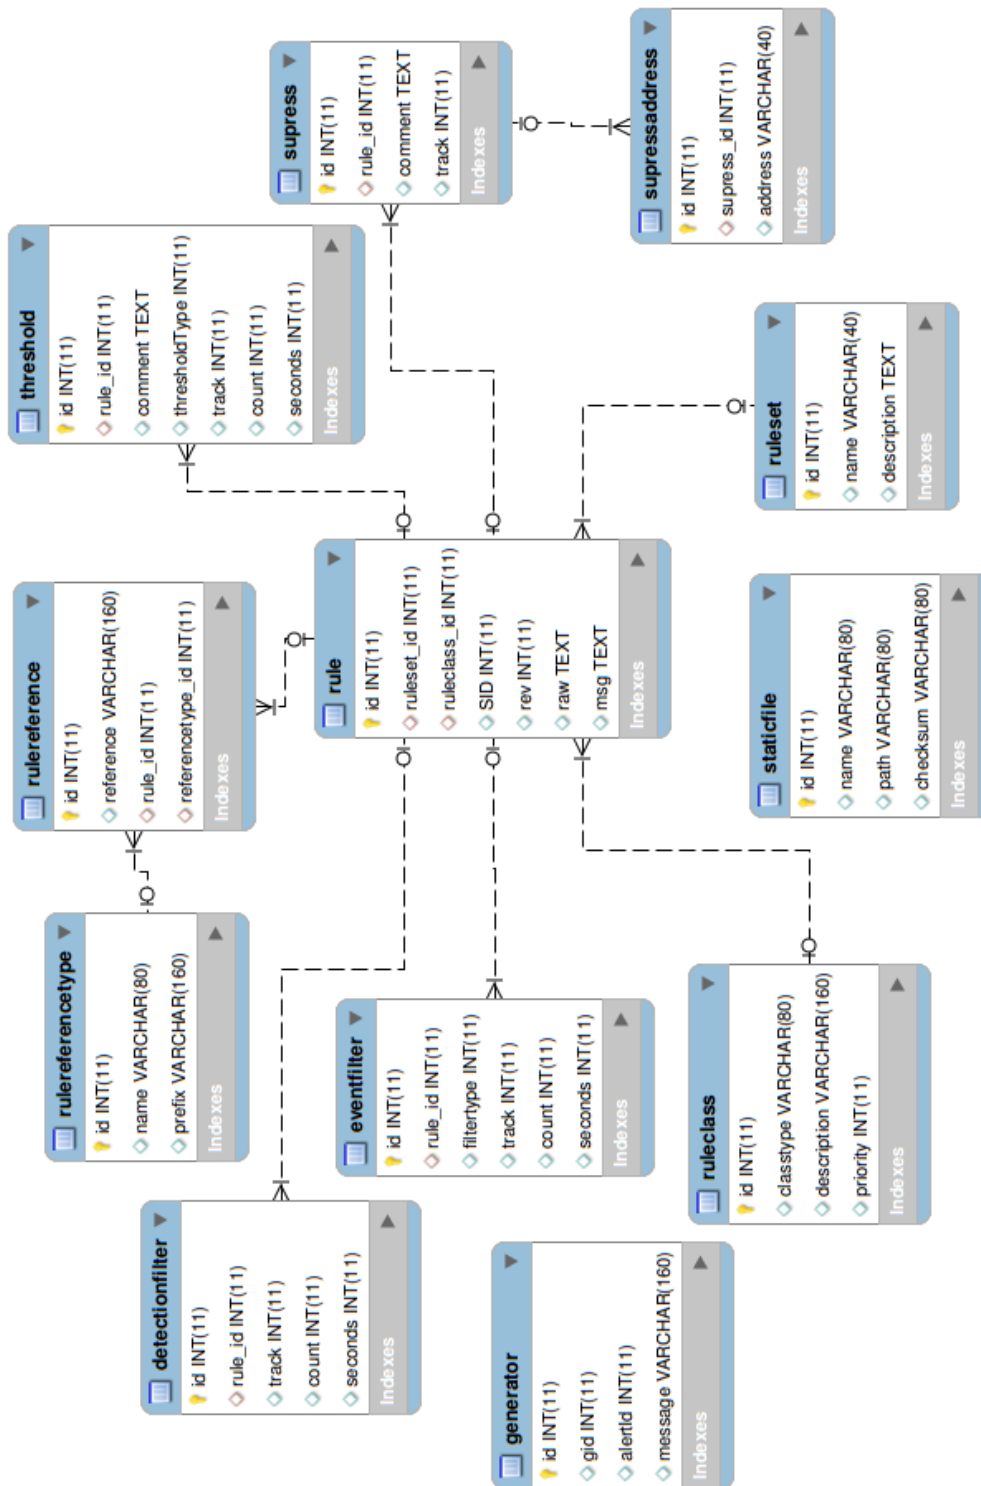 detectionfilter
id INT(11)
rule_id INT(11)
track INT(11)
count INT(11)
seconds INT(11)
Indexes
rulereferencetype
id INT(11)
name VARCHAR(80)
prefix VARCHAR(160)
Indexes
rulereference
id INT(11)
reference VARCHAR(160)
rule_id INT(11)
referencetype_id INT(11)
Indexes
threshold
id INT(11)
rule_id INT(11)
comment TEXT
thresholdType INT(11)
track INT(11)
count INT(11)
seconds INT(11)
Indexes
supress
id INT(11)
rule_id INT(11)
comment TEXT
track INT(11)
Indexes
eventfilter
id INT(11)
rule_id INT(11)
filtertype INT(11)
track INT(11)
count INT(11)
seconds INT(11)
Indexes
rule
id INT(11)
ruleset_id INT(11)
ruleclass_id INT(11)
SID INT(11)
rev INT(11)
raw TEXT
msg TEXT
Indexes
supressaddress
id INT(11)
supress_id INT(11)
address VARCHAR(40)
Indexes
generator
id INT(11)
gid INT(11)
alertId INT(11)
message VARCHAR(160)
Indexes
ruleclass
id INT(11)
classtype VARCHAR(80)
description VARCHAR(160)
priority INT(11)
Indexes
staticfile
id INT(11)
name VARCHAR(80)
path VARCHAR(80)
checksum VARCHAR(80)
Indexes
ruleset
id INT(11)
name VARCHAR(40)
description TEXT
Indexes